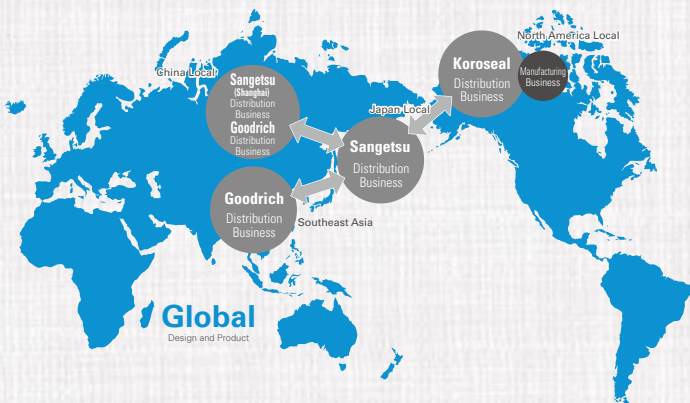 North America Local
Koroseal
Distribution
Business
Manufacturing
Business
China Local
Sangetsu
(Shanghai)
Distribution
Business
Goodrich
Distribution
Business
Japan Local
Sangetsu
Distribution
Business
Goodrich
Distribution
Business
Southeast Asia
Global
Design and Product